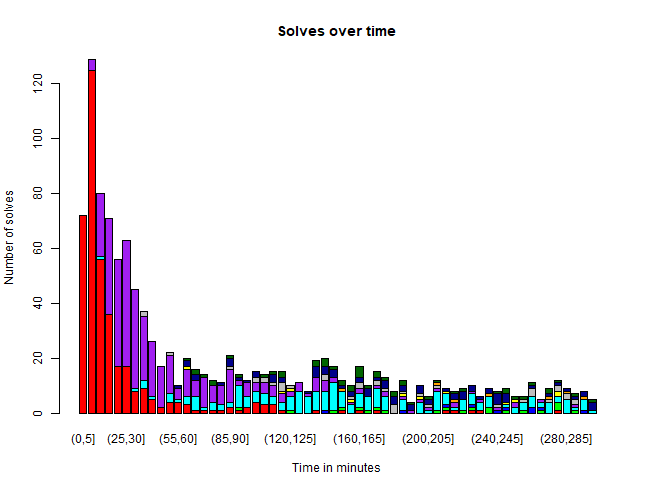 Solves over time
Number of solves
120
100
80
60
40
20
0
(0,5] (25,30] (55,60] (85,90] (120,125] (160,165] (200,205] (240,245] (280,285]
Time in minutes